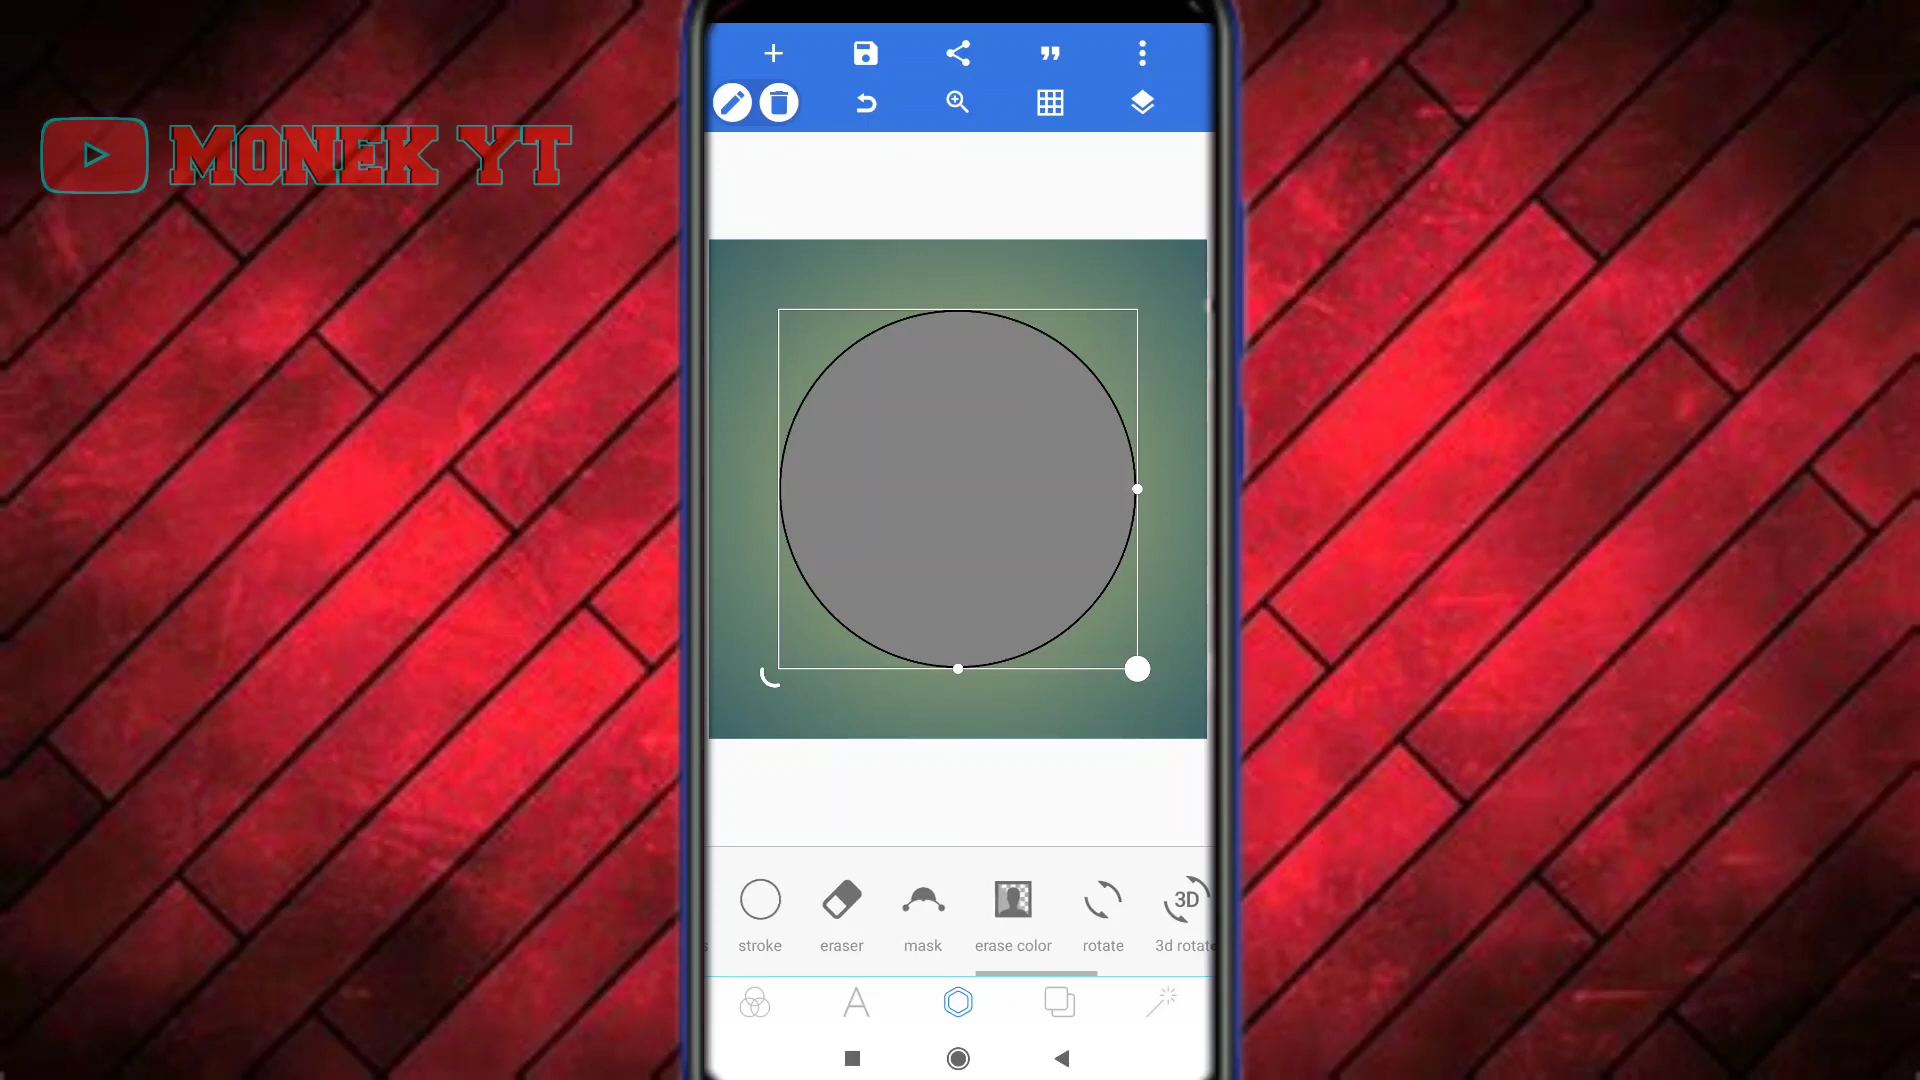 MONEK YT
stroke
eraser
mask
erase color
rotate
3D
3d rotate